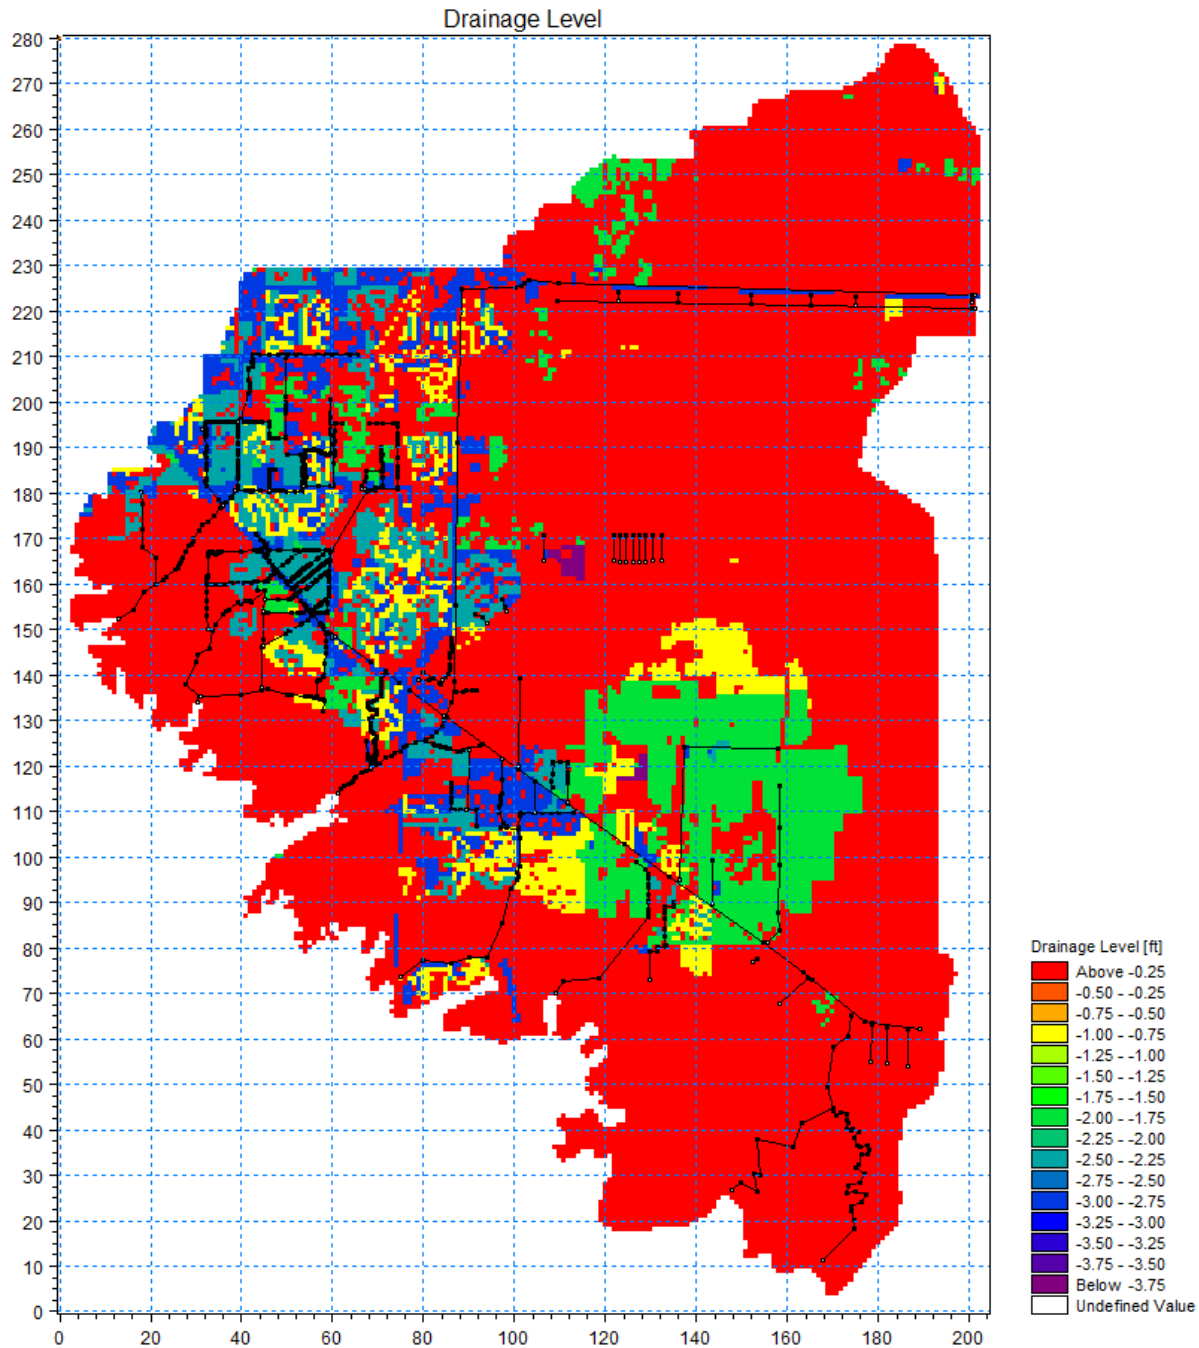 Drainage Level
280
270
260
250
240
230
220
210
200
190
180
170
160
150
140
130
120
110
100
90
80
70
60
50
40
30
20
10
0
0 20 40 60 80 100 120 140 160 180 200
Drainage Level [ft]
Above -0.25
-0.50 - -0.25
-0.75 - -0.50
-1.00 - -0.75
-1.25 - -1.00
-1.50 - -1.25
-1.75 - -1.50
-2.00 - -1.75
-2.25 - -2.00
-2.50 - -2.25
-2.75 - -2.50
-3.00 - -2.75
-3.25 - -3.00
-3.50 - -3.25
-3.75 - -3.50
Below -3.75
Undefined Value